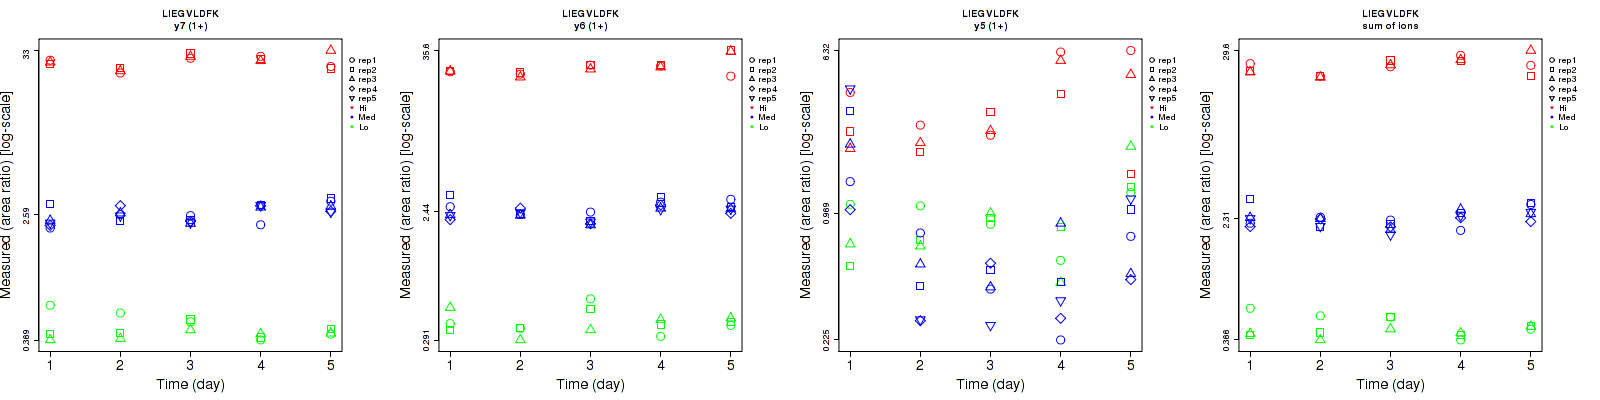 LIEGVLDFK
y7 (1+)
33
2.59
0.389
Measured (area ratio) [log-scale]
1 2 3 4 5
Time (day)
rep1
rep2
rep3
rep4
rep5
Hi
Med
Lo
LIEGVLDFK
y6 (1+)
35.6
2.44
0.291
Measured (area ratio) [log-scale]
1 2 3 4 5
Time (day)
rep1
rep2
rep3
rep4
rep5
Hi
Med
Lo
LIEGVLDFK
y5 (1+)
6.32
0.969
0.225
Measured (area ratio) [log-scale]
1 2 3 4 5
Time (day)
rep1
rep2
rep3
rep4
rep5
Hi
Med
Lo
LIEGVLDFK
sum of ions
29.8
2.31
0.366
Measured (area ratio) [log-scale]
1 2 3 4 5
Time (day)
rep1
rep2
rep3
rep4
rep5
Hi
Med
Lo